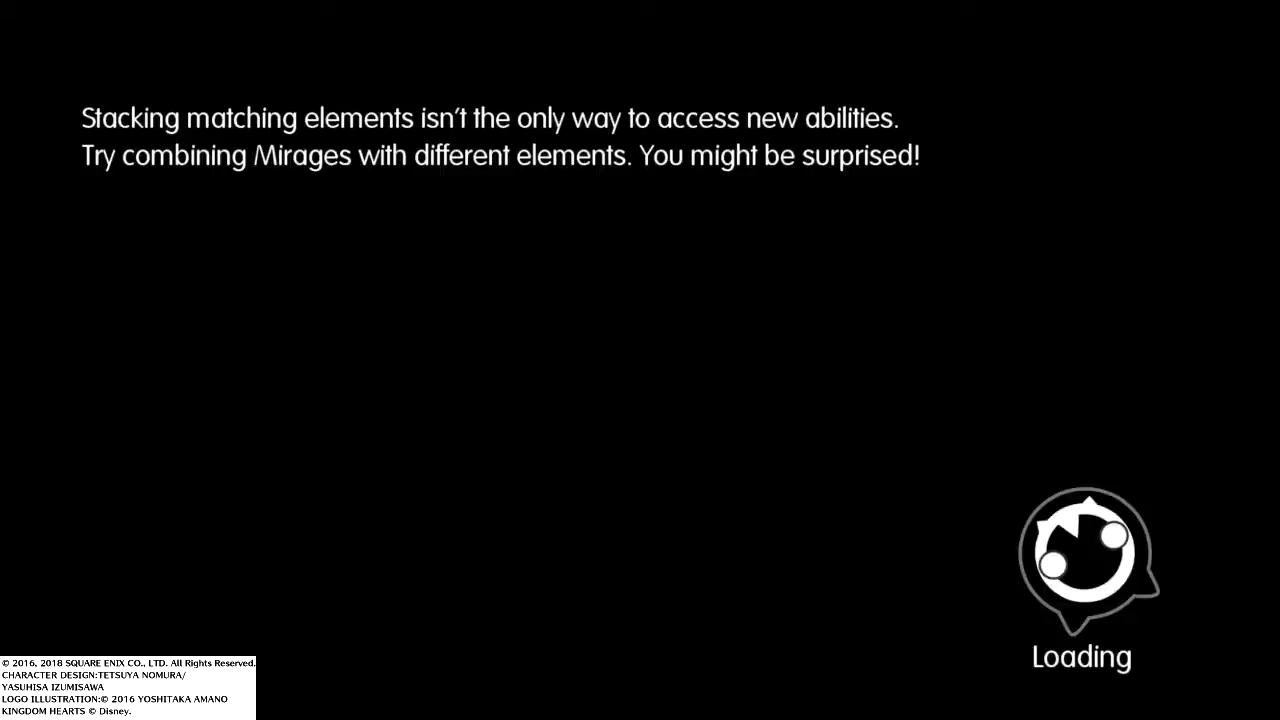 Stacking matching elements isn't the only way to access new abilities.
Try combining Mirages with different elements. You might be surprised!
Loading
© 2016, 2018 SQUARE ENIX CO., LTD. All Rights Reserved.
CHARACTER DESIGN:TETSUYA NOMURA/
YASUHISA IZUMISAWA
LOGO ILLUSTRATION:© 2016 YOSHITAKA AMANO
KINGDOM HEARTS © Disney.